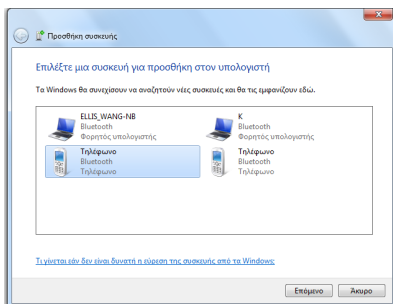 Προσθήκη συσκευής
Επιλέξτε μια συσκευή για προσθήκη στον υπολογιστή
Τα Windows θα συνεχίσουν να αναζητούν νέες συσκευές και θα τις εμφανίζουν εδώ.
ELLIS_WANG-NB
Bluetooth
Φορητός υπολογιστής
K
Bluetooth
Φορητός υπολογιστής
Τηλέφωνο
Bluetooth
Τηλέφωνο
Τηλέφωνο
Bluetooth
Τηλέφωνο
Τι γίνεται εάν δεν είναι δυνατή η εύρεση της συσκευής από τα Windows;
Επόμενο
Άκυρο